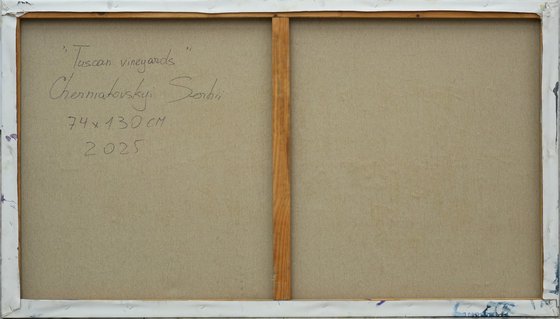 "Tuscan vineyards"
Cherniakovskyi Serhii
74 x 130 CM
2025